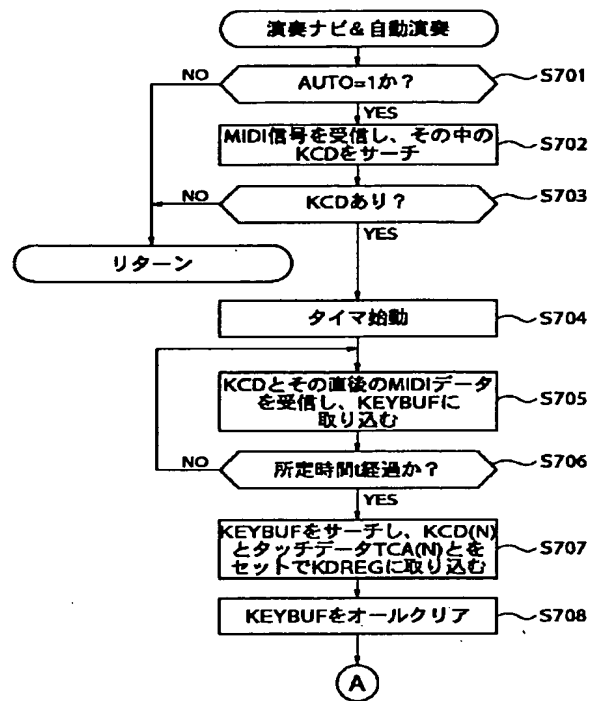 演奏ナビ&自動演奏
NO
AUTO=1か?
S701
YES
MIDI信号を受信し、その中の
KCDをサーチ
S702
NO
KCDあり?
S703
YES
リターン
タイマ始動
S704
KCDとその直後のMIDIデータ
を受信し、KEYBUFに
取り込む
S705
NO
所定時間t経過か?
S706
YES
KEYBUFをサーチし、KCD(N)
とタッチデータTCA(N)とを
セットでKDREGに取り込む
S707
KEYBUFをオールクリア
S708
A